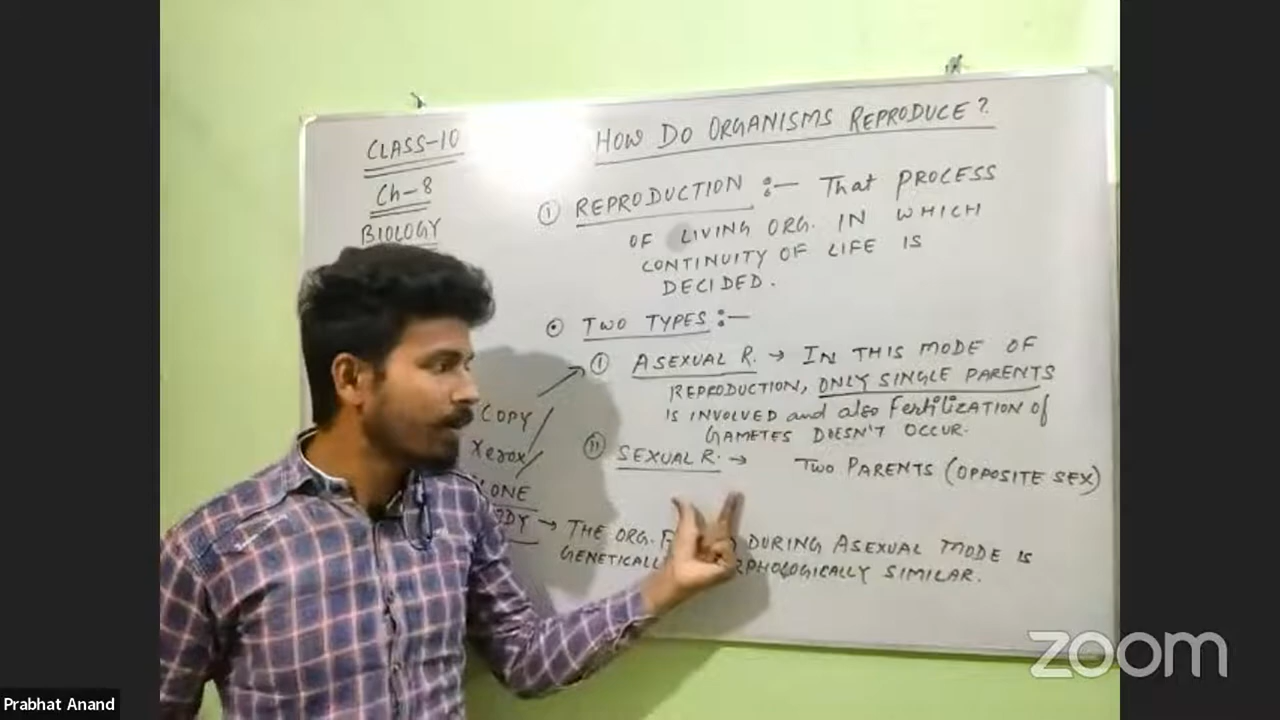 CLASS-10
Ch-8
BIOLOGY
HOW DO ORGANISMS REPRODUCE?
① REPRODUCTION :— That PROCESS
OF LIVING ORG. IN WHICH
CONTINUITY OF LIFE IS
DECIDED.
TWO TYPES :—
① ASEXUAL R. → IN THIS MODE OF
REPRODUCTION, ONLY SINGLE PARENTS
IS INVOLVED and also FertiliZATION of
GAMETES DOESN'T OCCUR.
COPY
Xerox
ⓘⓘ SEXUAL R. → TWO PARENTS (OPPOSITE SEX)
→ THE ORG. DURING ASEXUAL MODE IS
SIMILAR.
zoom
Prabhat Anand